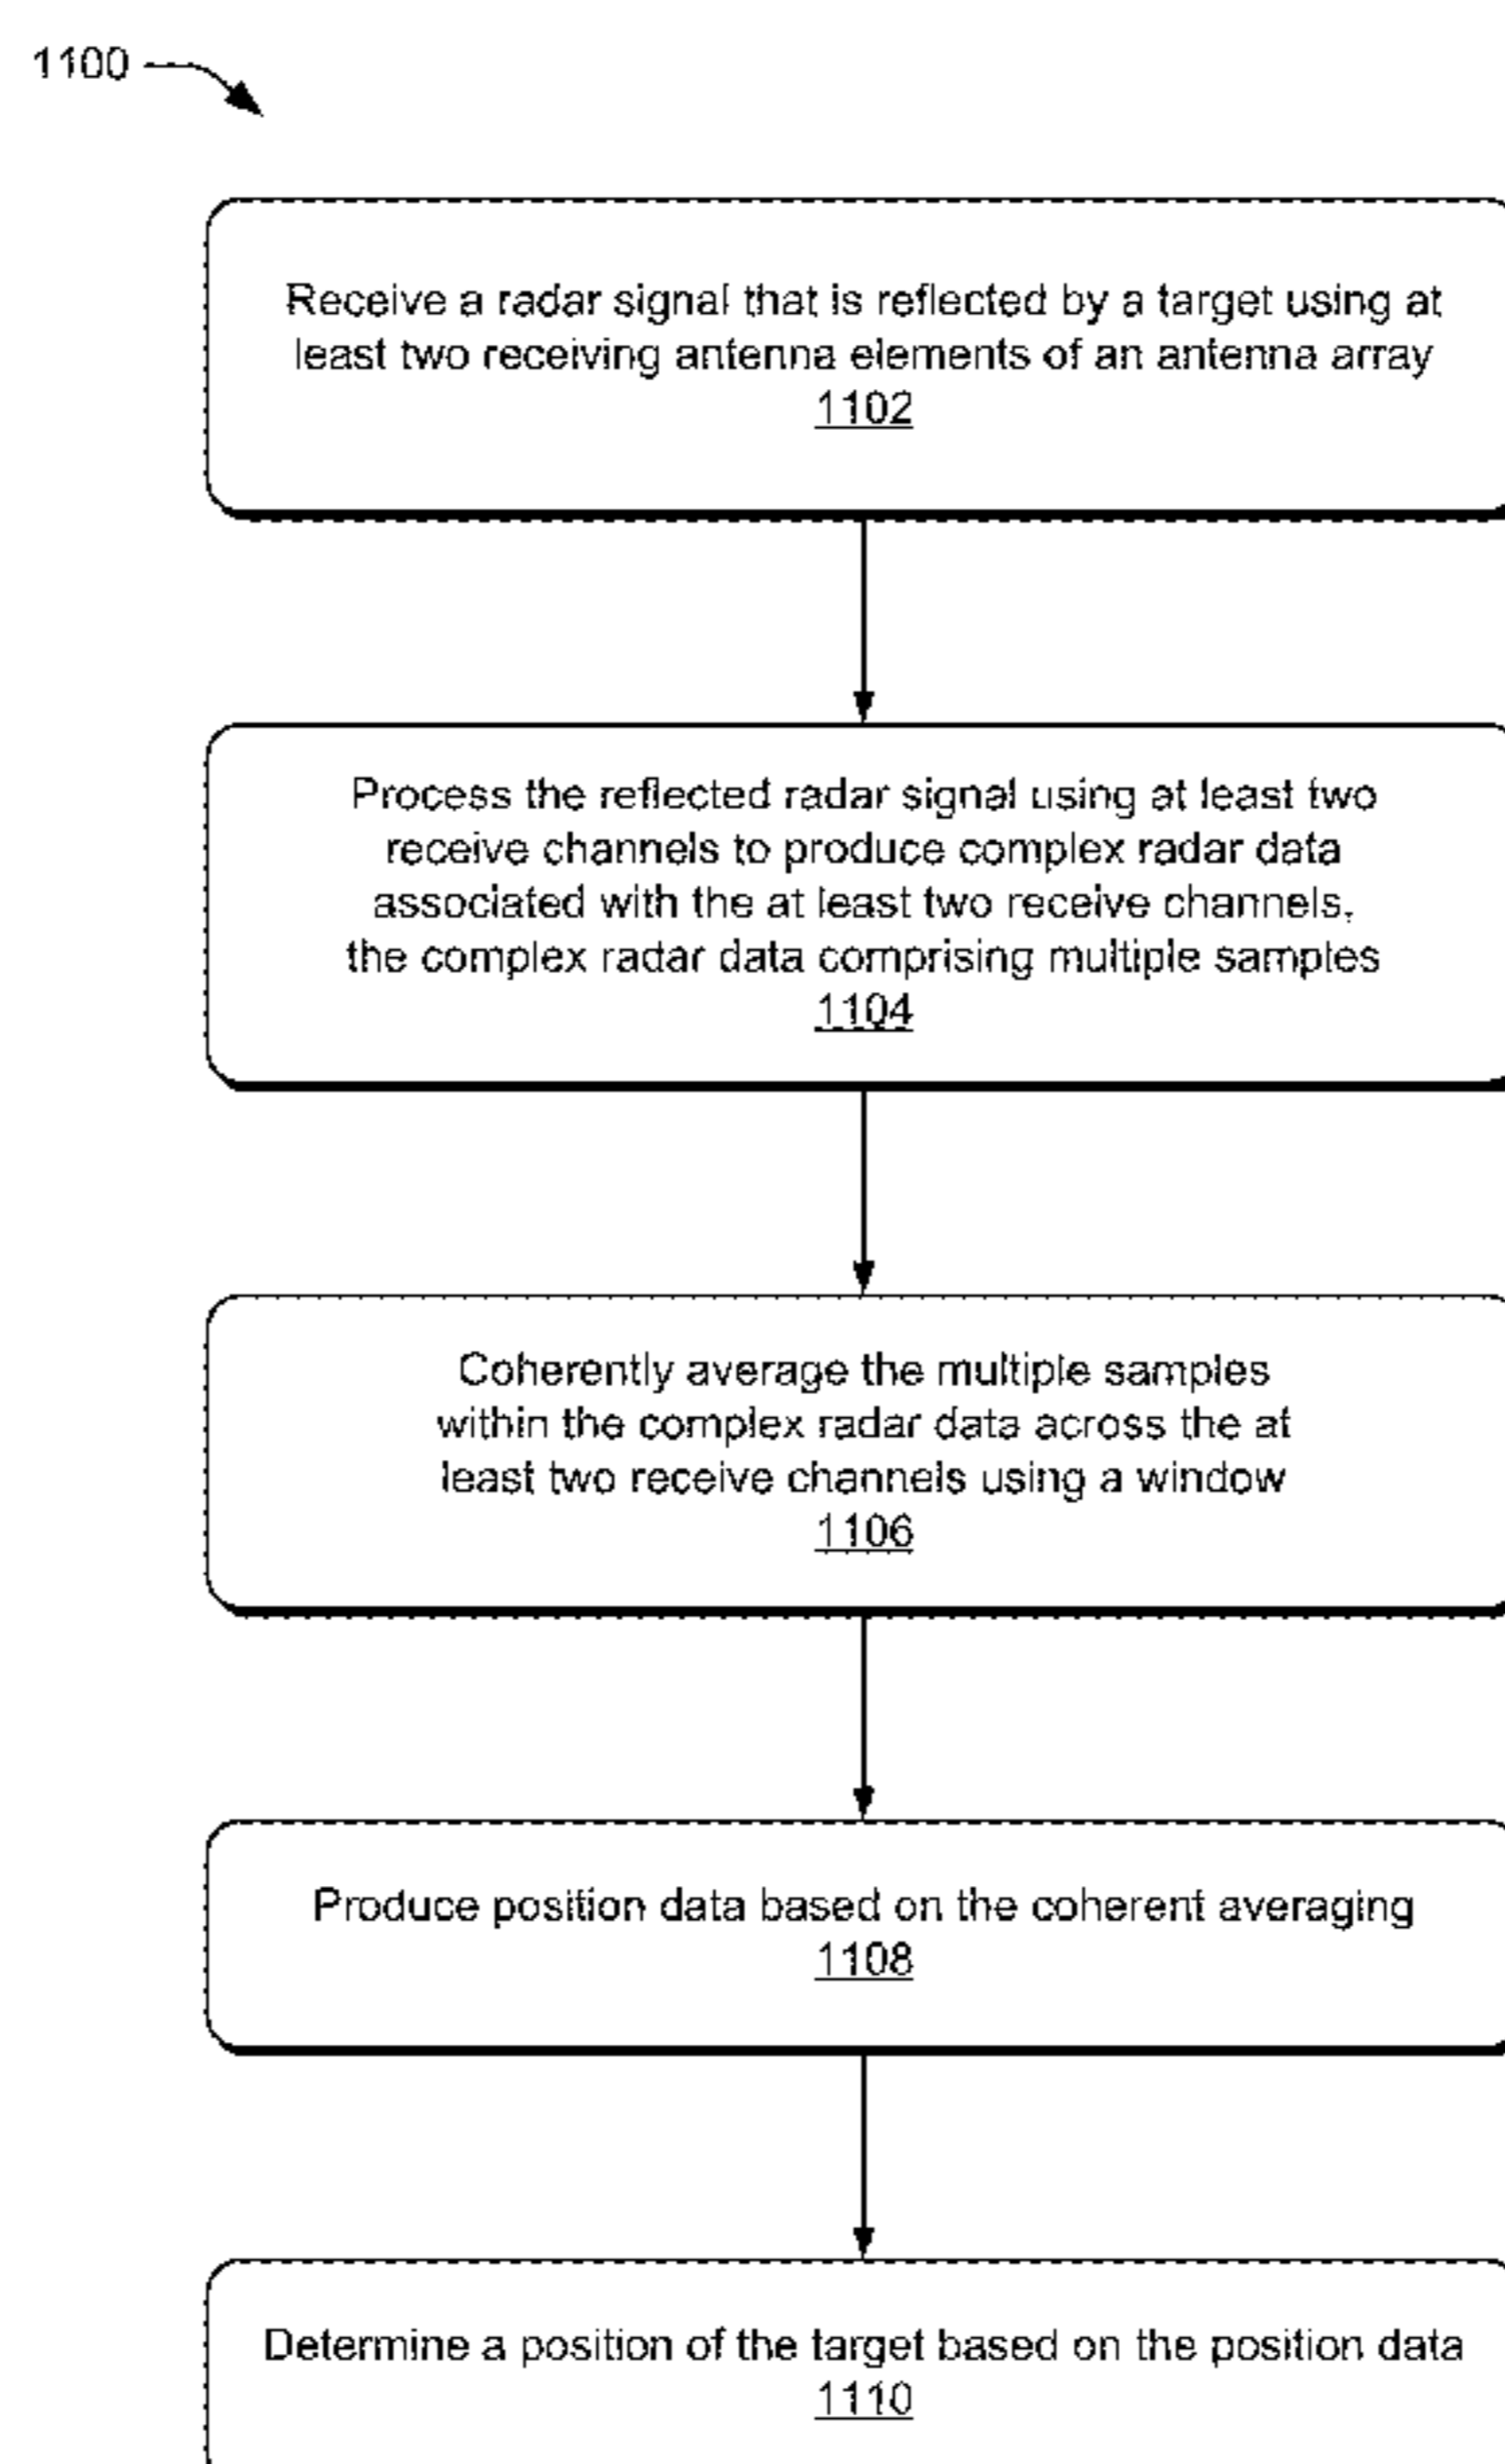 1100
Receive a radar signal that is reflected by a target using at
least two receiving antenna elements of an antenna array
1102
Process the reflected radar signal using at least two
receive channels to produce complex radar data
associated with the at least two receive channels,
the complex radar data comprising multiple samples
1104
Coherently average the multiple samples
within the complex radar data across the at
least two receive channels using a window
1106
Produce position data based on the coherent averaging
1108
Determine a position of the target based on the position data
1110